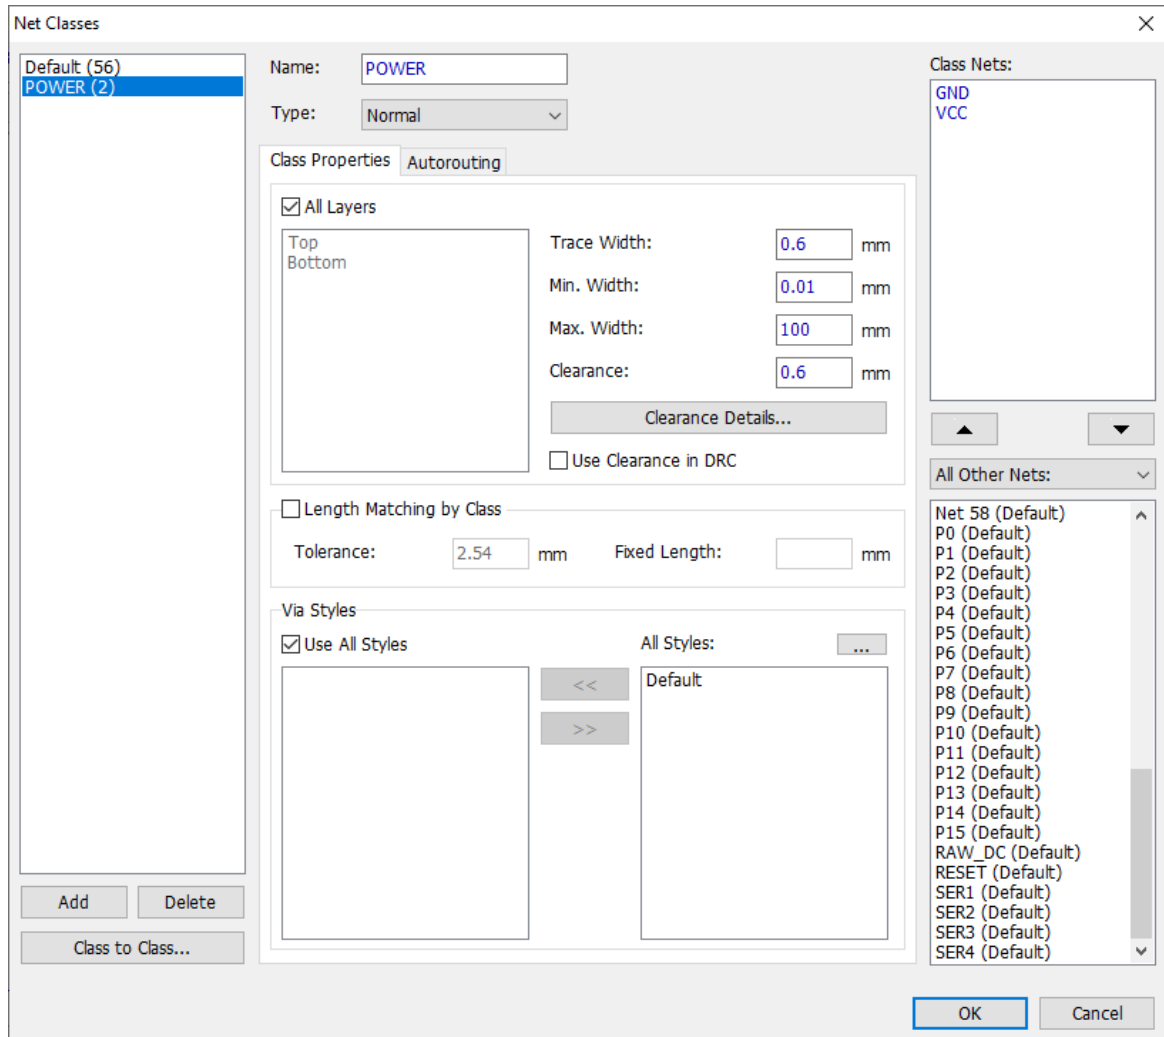 Net Classes
Default (56)
POWER (2)
Add
Delete
Class to Class...
Name:
POWER
Type:
Normal
Class Properties
Autorouting
All Layers
Top
Bottom
Trace Width:
0.6
mm
Min. Width:
0.01
mm
Max. Width:
100
mm
Clearance:
0.6
mm
Clearance Details...
Use Clearance in DRC
Length Matching by Class
Tolerance:
2.54
mm
Fixed Length:
mm
Via Styles
Use All Styles
All Styles:
...
<<
>>
Default
Class Nets:
GND
VCC
All Other Nets:
Net 58 (Default)
P0 (Default)
P1 (Default)
P2 (Default)
P3 (Default)
P4 (Default)
P5 (Default)
P6 (Default)
P7 (Default)
P8 (Default)
P9 (Default)
P10 (Default)
P11 (Default)
P12 (Default)
P13 (Default)
P14 (Default)
P15 (Default)
RAW_DC (Default)
RESET (Default)
SER1 (Default)
SER2 (Default)
SER3 (Default)
SER4 (Default)
OK
Cancel